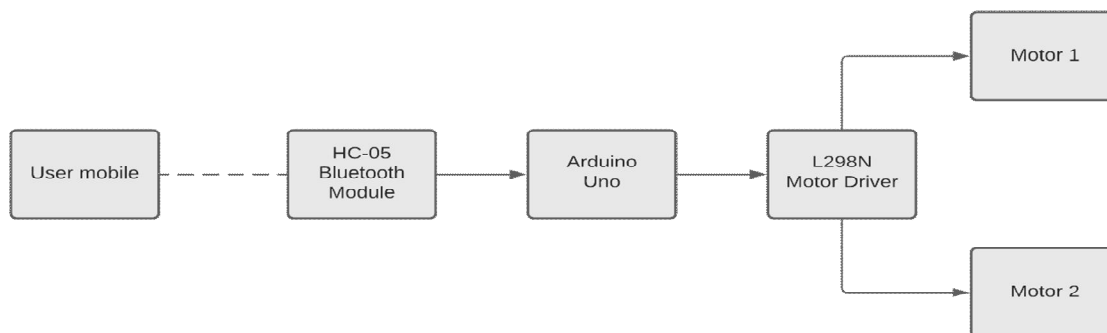 User mobile
HC-05
Bluetooth
Module
Arduino
Uno
L298N
Motor Driver
Motor 1
Motor 2